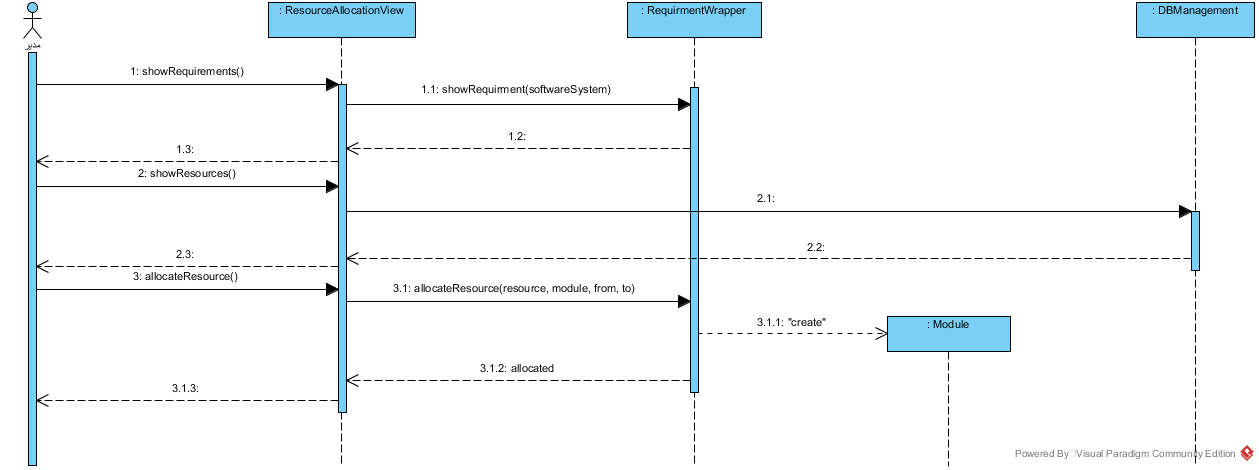 : ResourceAllocationView
: RequirmentWrapper
: DBManagement
مدير
1: showRequirements()
1.1: showRequirment(softwareSystem)
1.2:
1.3:
2: showResources()
2.1:
2.2:
2.3:
3: allocateResource()
3.1: allocateResource(resource, module, from, to)
3.1.1: "create"
: Module
3.1.2: allocated
3.1.3:
Powered By Visual Paradigm Community Edition